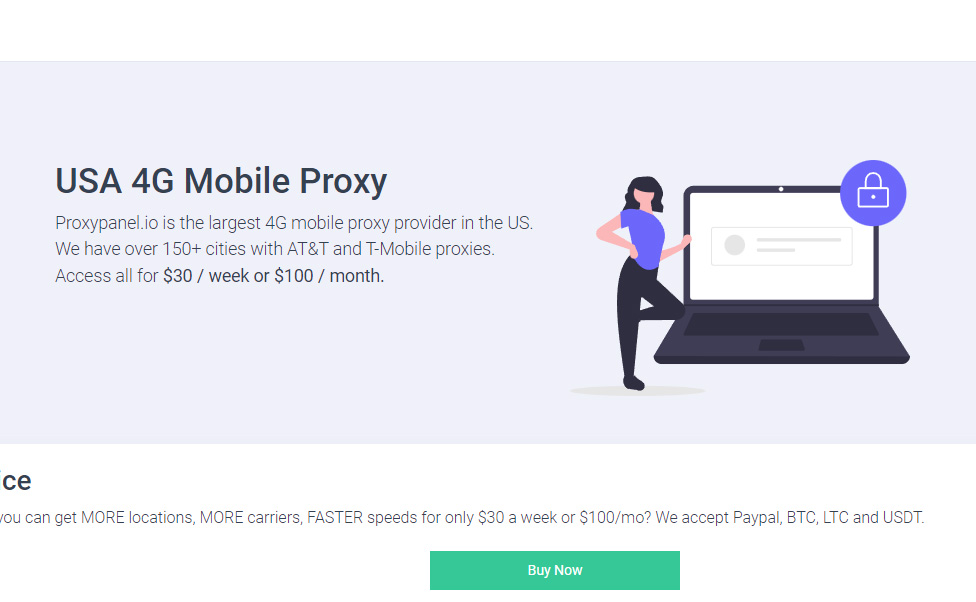 USA 4G Mobile Proxy
Proxypanel.io is the largest 4G mobile proxy provider in the US.
We have over 150+ cities with AT&T and T-Mobile proxies.
Access all for $30 / week or $100 / month.
ice
you can get MORE locations, MORE carriers, FASTER speeds for only $30 a week or $100/mo? We accept Paypal, BTC, LTC and USDT.
Buy Now